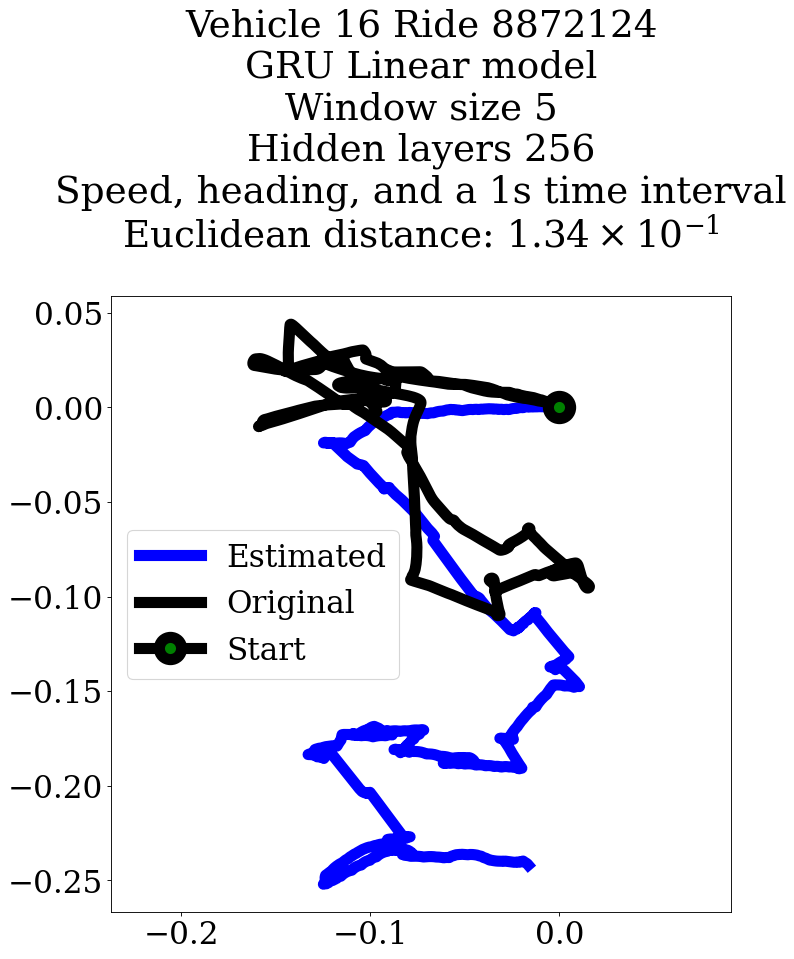 Vehicle 16 Ride 8872124
GRU Linear model
Window size 5
Hidden layers 256
Speed, heading, and a 1s time interval
Euclidean distance: 1.34 × 10⁻¹
0.05
0.00
−0.05
−0.10
−0.15
−0.20
−0.25
Estimated
Original
Start
−0.2
−0.1
0.0